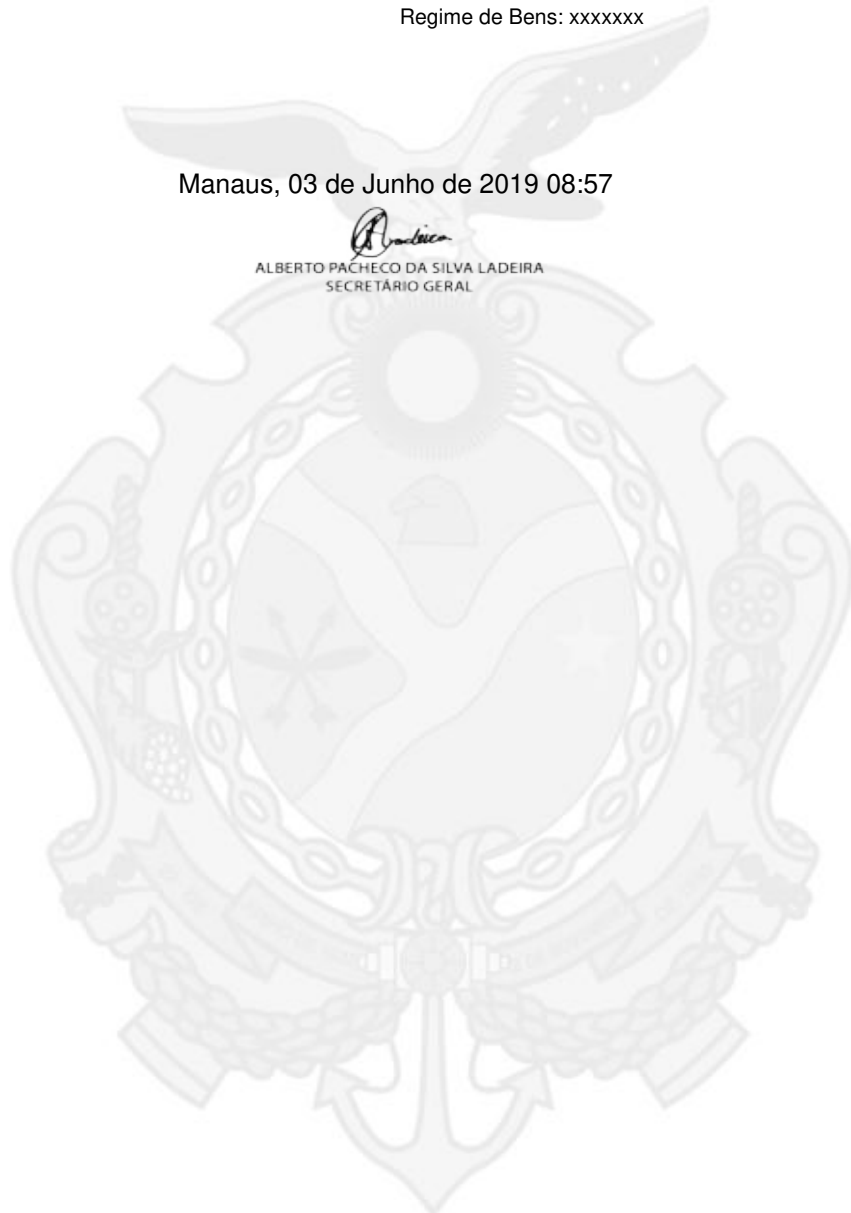 Regime de Bens: xxxxxxx
Manaus, 03 de Junho de 2019 08:57
ALBERTO PACHECO DA SILVA LADEIRA
SECRETÁRIO GERAL